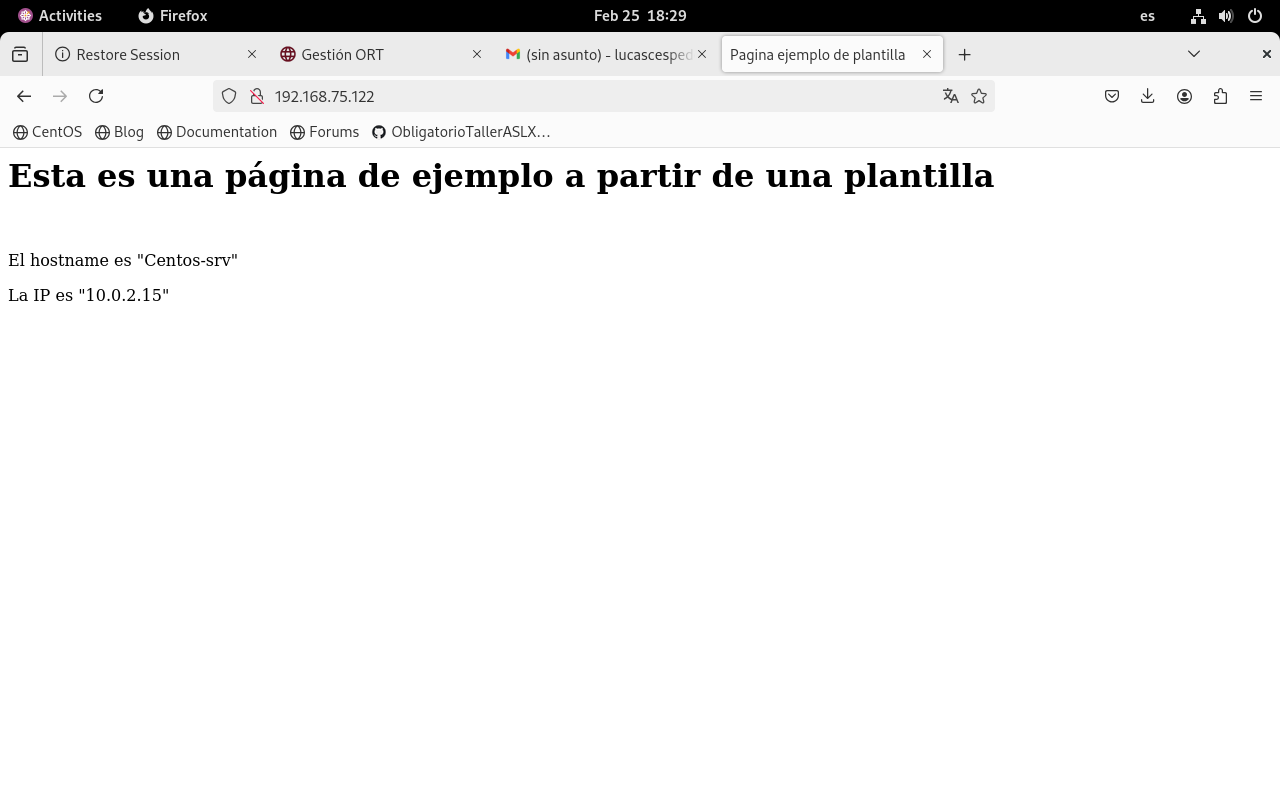 Activities Firefox Feb 25 18:29 es
Restore Session Gestión ORT (sin asunto) - lucascesped Pagina ejemplo de plantilla
192.168.75.122
CentOS Blog Documentation Forums ObligatorioTallerASLX…
Esta es una página de ejemplo a partir de una plantilla
El hostname es "Centos-srv"
La IP es "10.0.2.15"